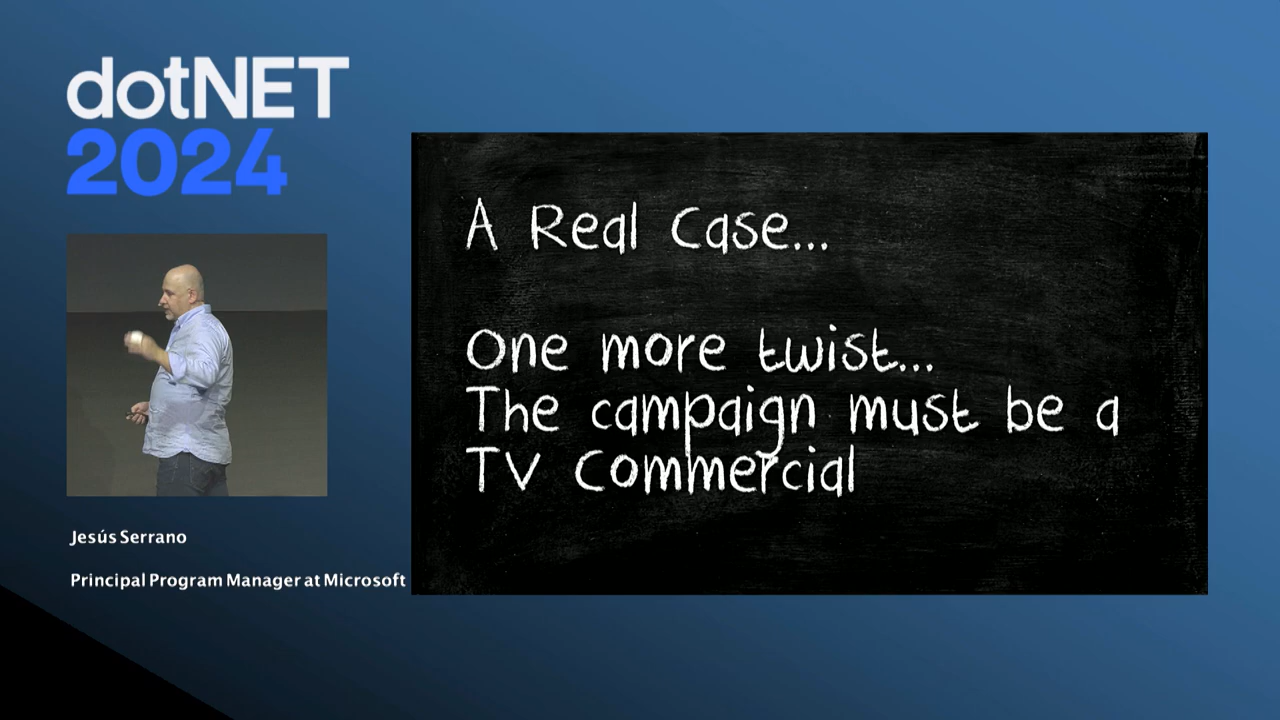 dotNET
2024
A Real Case...
One more twist...
The campaign must be a
TV Commercial
Jesús Serrano
Principal Program Manager at Microsoft